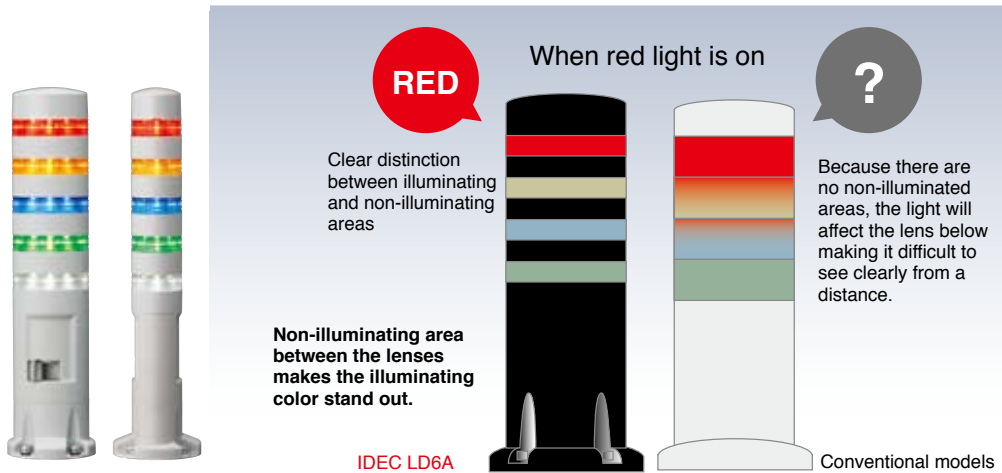 When red light is on
RED
?
Clear distinction
between illuminating
and non-illuminating
areas
Because there are
no non-illuminated
areas, the light will
affect the lens below
making it difficult to
see clearly from a
distance.
Non-illuminating area
between the lenses
makes the illuminating
color stand out.
IDEC LD6A
Conventional models